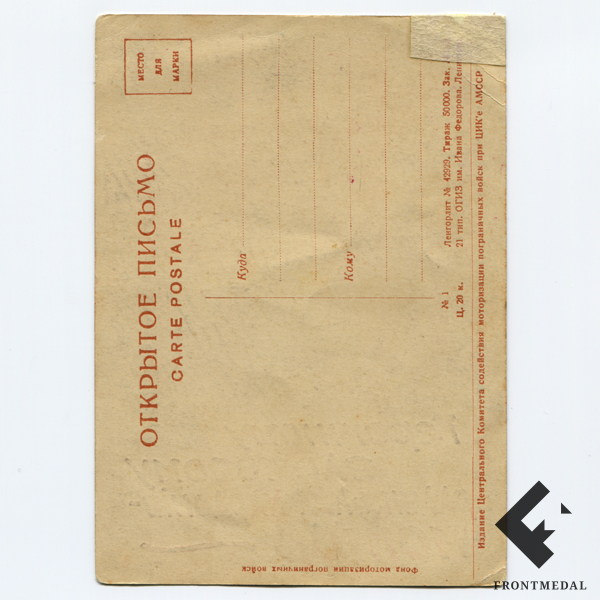 ОТКРЫТОЕ ПИСЬМО
CARTE POSTALE
МЕСТО
ДЛЯ
МАРКИ
Куда
Кому
№ 1
Ц. 20 к.
Ленгорлит № 42929. Тираж 50000. Зак.
21 тип. ОГИЗ им. Ивана Федорова.
Издание Центрального Комитета содействия моторизации пограничных войск при ЦИК'е АМССР
Фонд моторизации пограничных войск
FRONTMEDAL